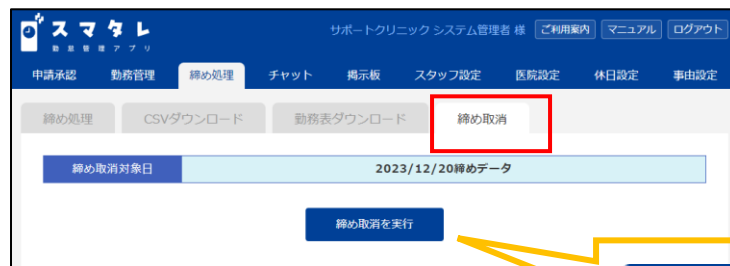 スマタレ
勤怠管理アプリ
サポートクリニック システム管理者 様 ご利用案内 マニュアル ログアウト
申請承認 勤務管理 締め処理 チャット 掲示板 スタッフ設定 医院設定 休日設定 事由設定
締め処理 CSVダウンロード 勤務表ダウンロード 締め取消
締め取消対象日 2023/12/20締めデータ
締め取消を実行